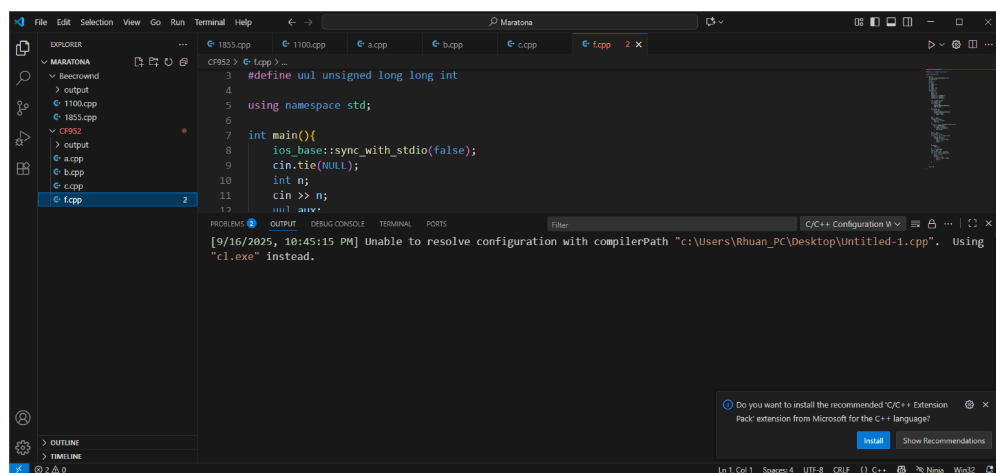 File Edit Selection View Go Run Terminal Help
Maratona
EXPLORER
1855.cpp 1100.cpp a.cpp b.cpp c.cpp f.cpp 2
MARATONA
CF952 > f.cpp > ...
Beecrownd
> output
1100.cpp
1855.cpp
CF952
> output
a.cpp
b.cpp
c.cpp
f.cpp 2
3 #define uul unsigned long long int
4
5 using namespace std;
6
7 int main(){
8 ios_base::sync_with_stdio(false);
9 cin.tie(NULL);
10 int n;
11 cin >> n;
12 uul aux;
PROBLEMS 2 OUTPUT DEBUG CONSOLE TERMINAL PORTS Filter C/C++ Configuration
[9/16/2025, 10:45:15 PM] Unable to resolve configuration with compilerPath "c:\Users\Rhuan_PC\Desktop\Untitled-1.cpp". Using
"cl.exe" instead.
Do you want to install the recommended 'C/C++ Extension
Pack' extension from Microsoft for the C++ language?
Install Show Recommendations
> OUTLINE
> TIMELINE
2 0 Ln 1, Col 1 Spaces: 4 UTF-8 CRLF {} C++ Ninja Win32